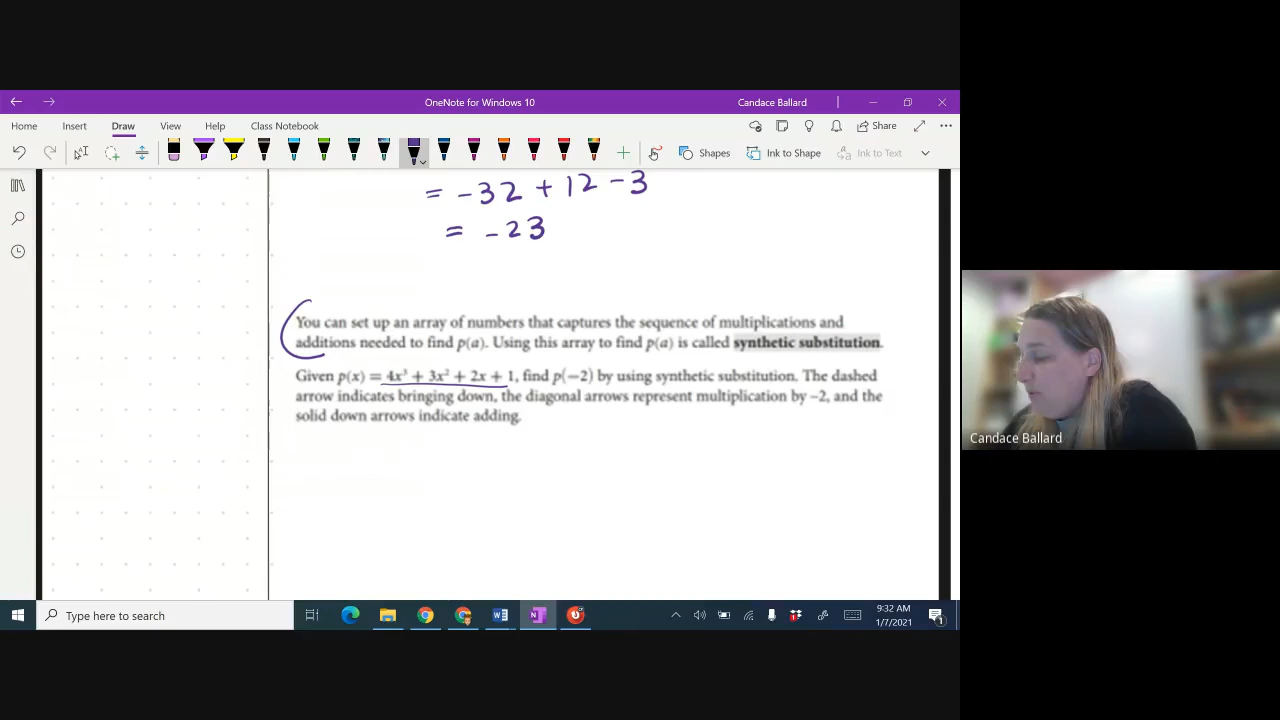 OneNote for Windows 10
Candace Ballard
Home Insert Draw View Help Class Notebook
Share
Shapes Ink to Shape Ink to Text
= -32 + 12 - 3
= -23
You can set up an array of numbers that captures the sequence of multiplications and
additions needed to find p(a). Using this array to find p(a) is called synthetic substitution.
Given p(x) = 4x³ + 3x² + 2x + 1, find p(−2) by using synthetic substitution. The dashed
arrow indicates bringing down, the diagonal arrows represent multiplication by –2, and the
solid down arrows indicate adding.
Candace Ballard
Type here to search
9:32 AM
1/7/2021